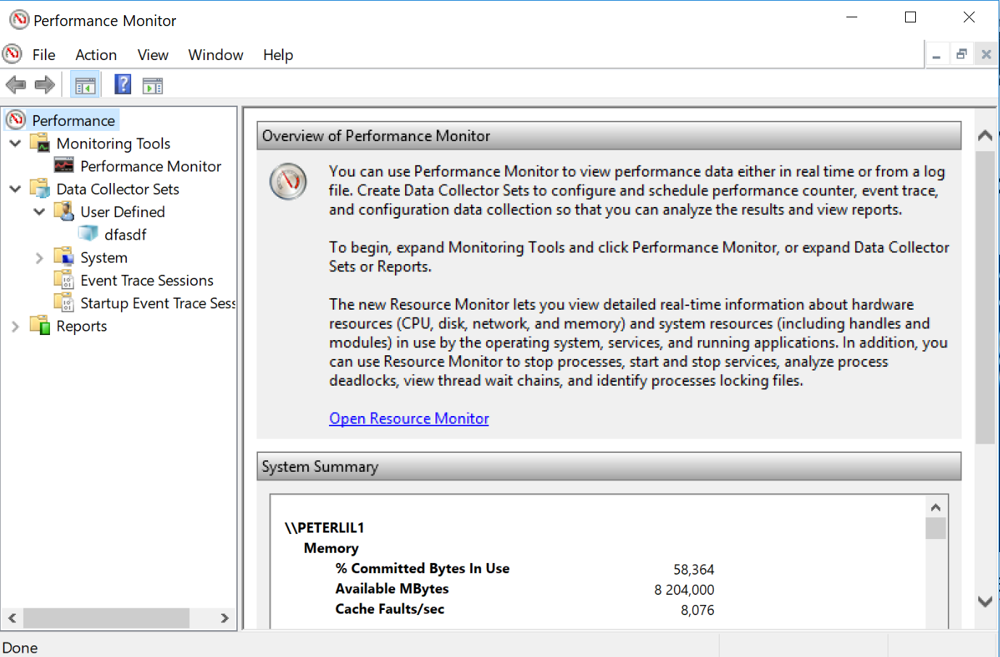 Performance Monitor
File Action View Window Help
Performance
Monitoring Tools
Performance Monitor
Data Collector Sets
User Defined
dfasdf
System
Event Trace Sessions
Startup Event Trace Sess
Reports
Overview of Performance Monitor
You can use Performance Monitor to view performance data either in real time or from a log
file. Create Data Collector Sets to configure and schedule performance counter, event trace,
and configuration data collection so that you can analyze the results and view reports.
To begin, expand Monitoring Tools and click Performance Monitor, or expand Data Collector
Sets or Reports.
The new Resource Monitor lets you view detailed real-time information about hardware
resources (CPU, disk, network, and memory) and system resources (including handles and
modules) in use by the operating system, services, and running applications. In addition, you
can use Resource Monitor to stop processes, start and stop services, analyze process
deadlocks, view thread wait chains, and identify processes locking files.
Open Resource Monitor
System Summary
\\PETERLIL1
Memory
% Committed Bytes In Use 58,364
Available MBytes 8 204,000
Cache Faults/sec 8,076
Done